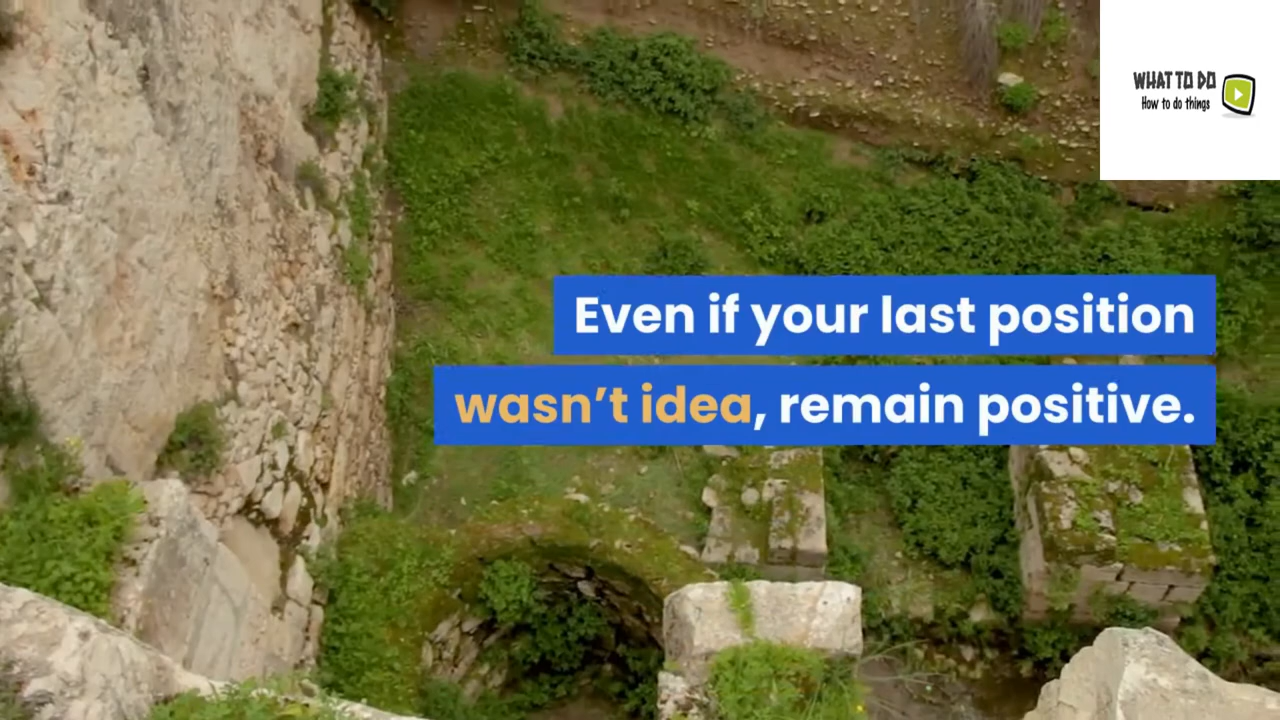 WHAT TO DO
How to do things
Even if your last position
wasn’t idea, remain positive.